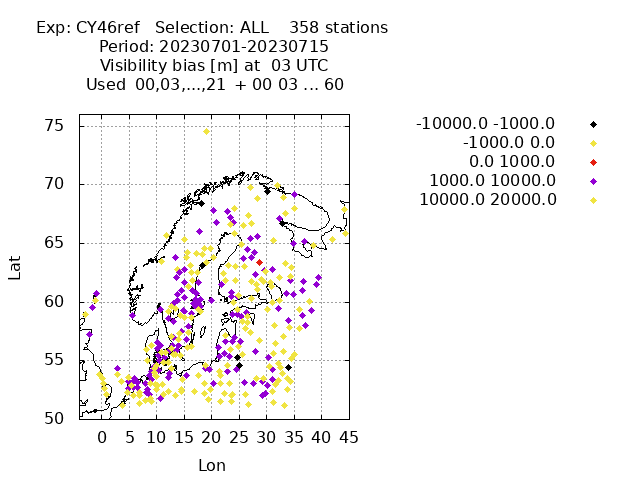 Exp: CY46ref Selection: ALL 358 stations
Period: 20230701-20230715
Visibility bias [m] at 03 UTC
Used 00,03,...,21 + 00 03 ... 60
-10000.0 -1000.0
-1000.0 0.0
0.0 1000.0
1000.0 10000.0
10000.0 20000.0
75
70
65
60
55
50
Lat
0 5 10 15 20 25 30 35 40 45
Lon